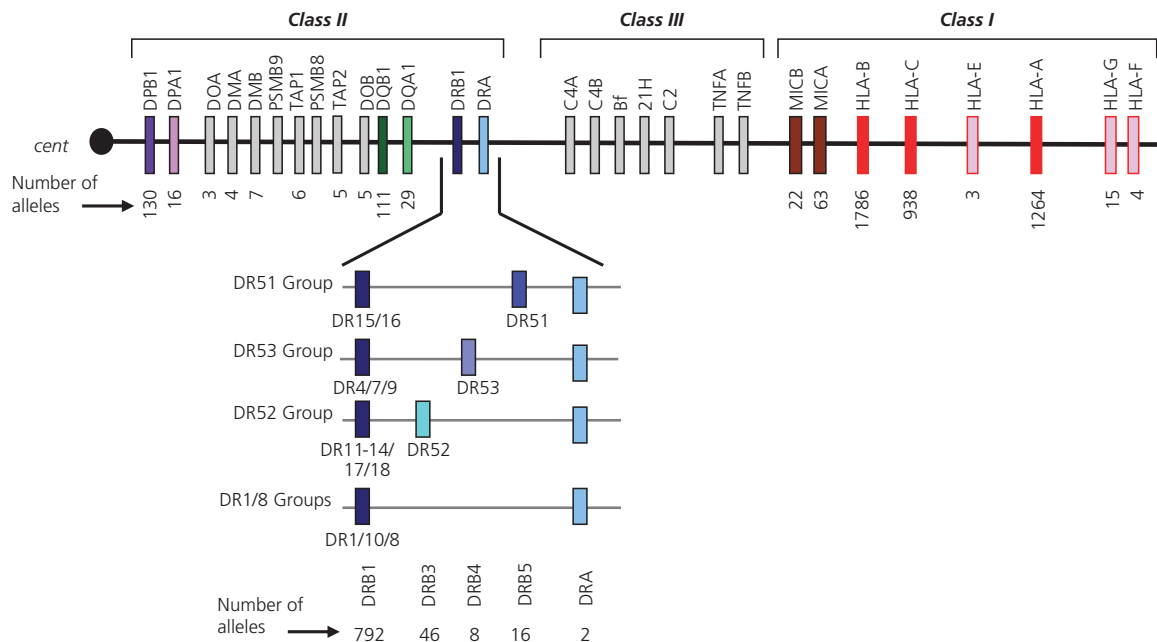 Class II Class III Class I
DPB1 DPA1 DOA DMA DMB PSMB9 TAP1 PSMB8 TAP2 DOB DQB1 DQA1 DRB1 DRA C4A C4B Bf 21H C2 TNFA TNFB MICB MICA HLA-B HLA-C HLA-E HLA-A HLA-G HLA-F
cent
Number of
alleles
130 16 3 4 7 6 5 5 111 29 22 63 1786 938 3 1264 15 4
DR51 Group
DR15/16 DR51
DR53 Group
DR4/7/9 DR53
DR52 Group
DR11-14/ DR52
17/18
DR1/8 Groups
DR1/10/8
DRB1 DRB3 DRB4 DRB5 DRA
Number of
alleles
792 46 8 16 2